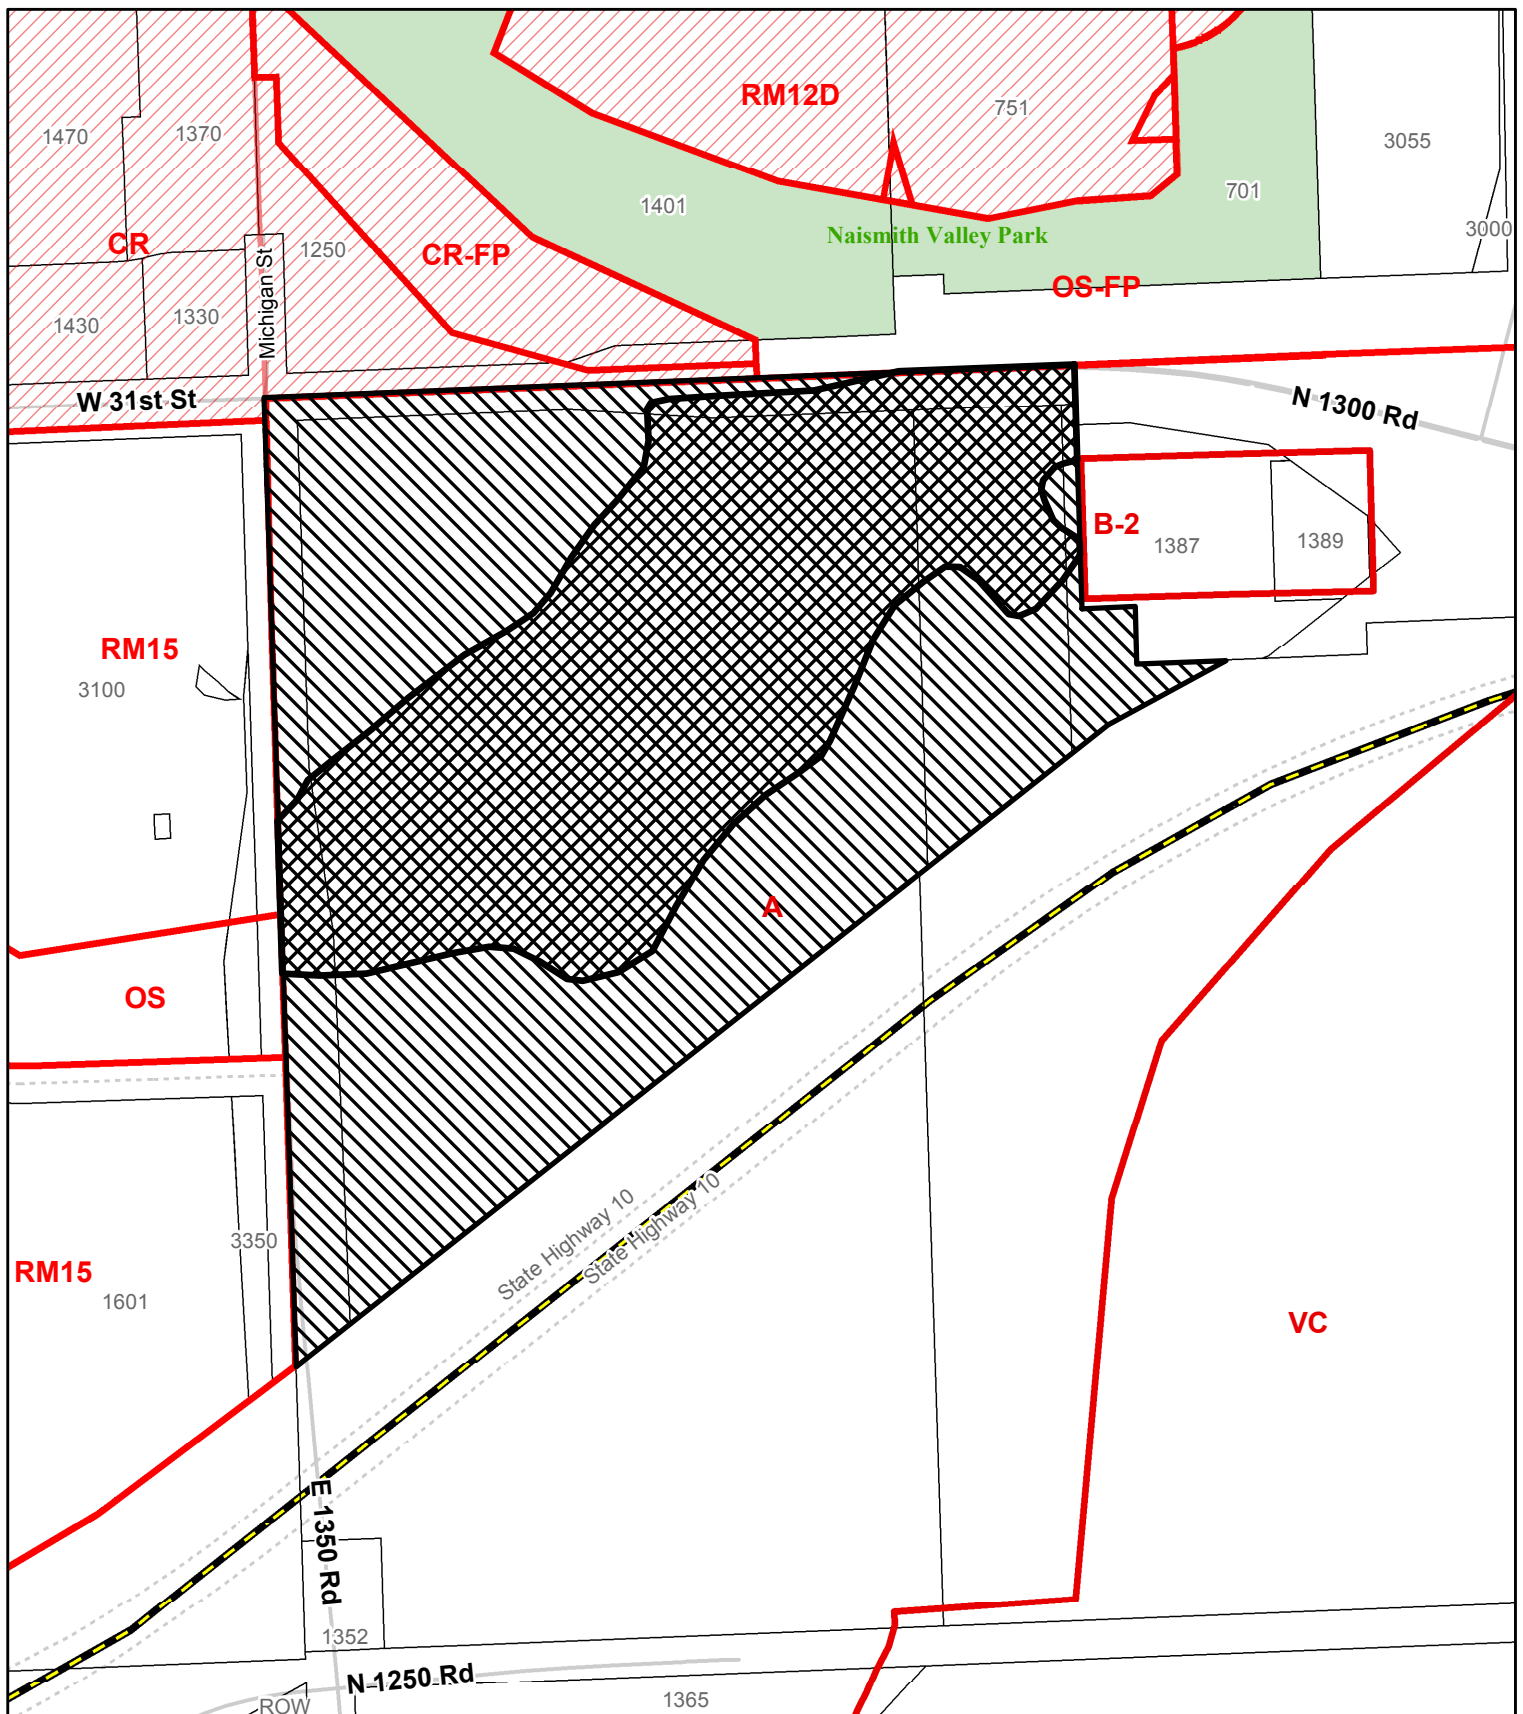 RM12D
751
1470
1370
3055
1401
701
3000
Naismith Valley Park
CR
1250
CR-FP
OS-FP
1430
1330
Michigan St
W 31st St
N 1300 Rd
B-2
1387
1389
RM15
3100
A
OS
State Highway 10
State Highway 10
3350
RM15
1601
VC
E 1350 Rd
1352
N 1250 Rd
ROW
1365